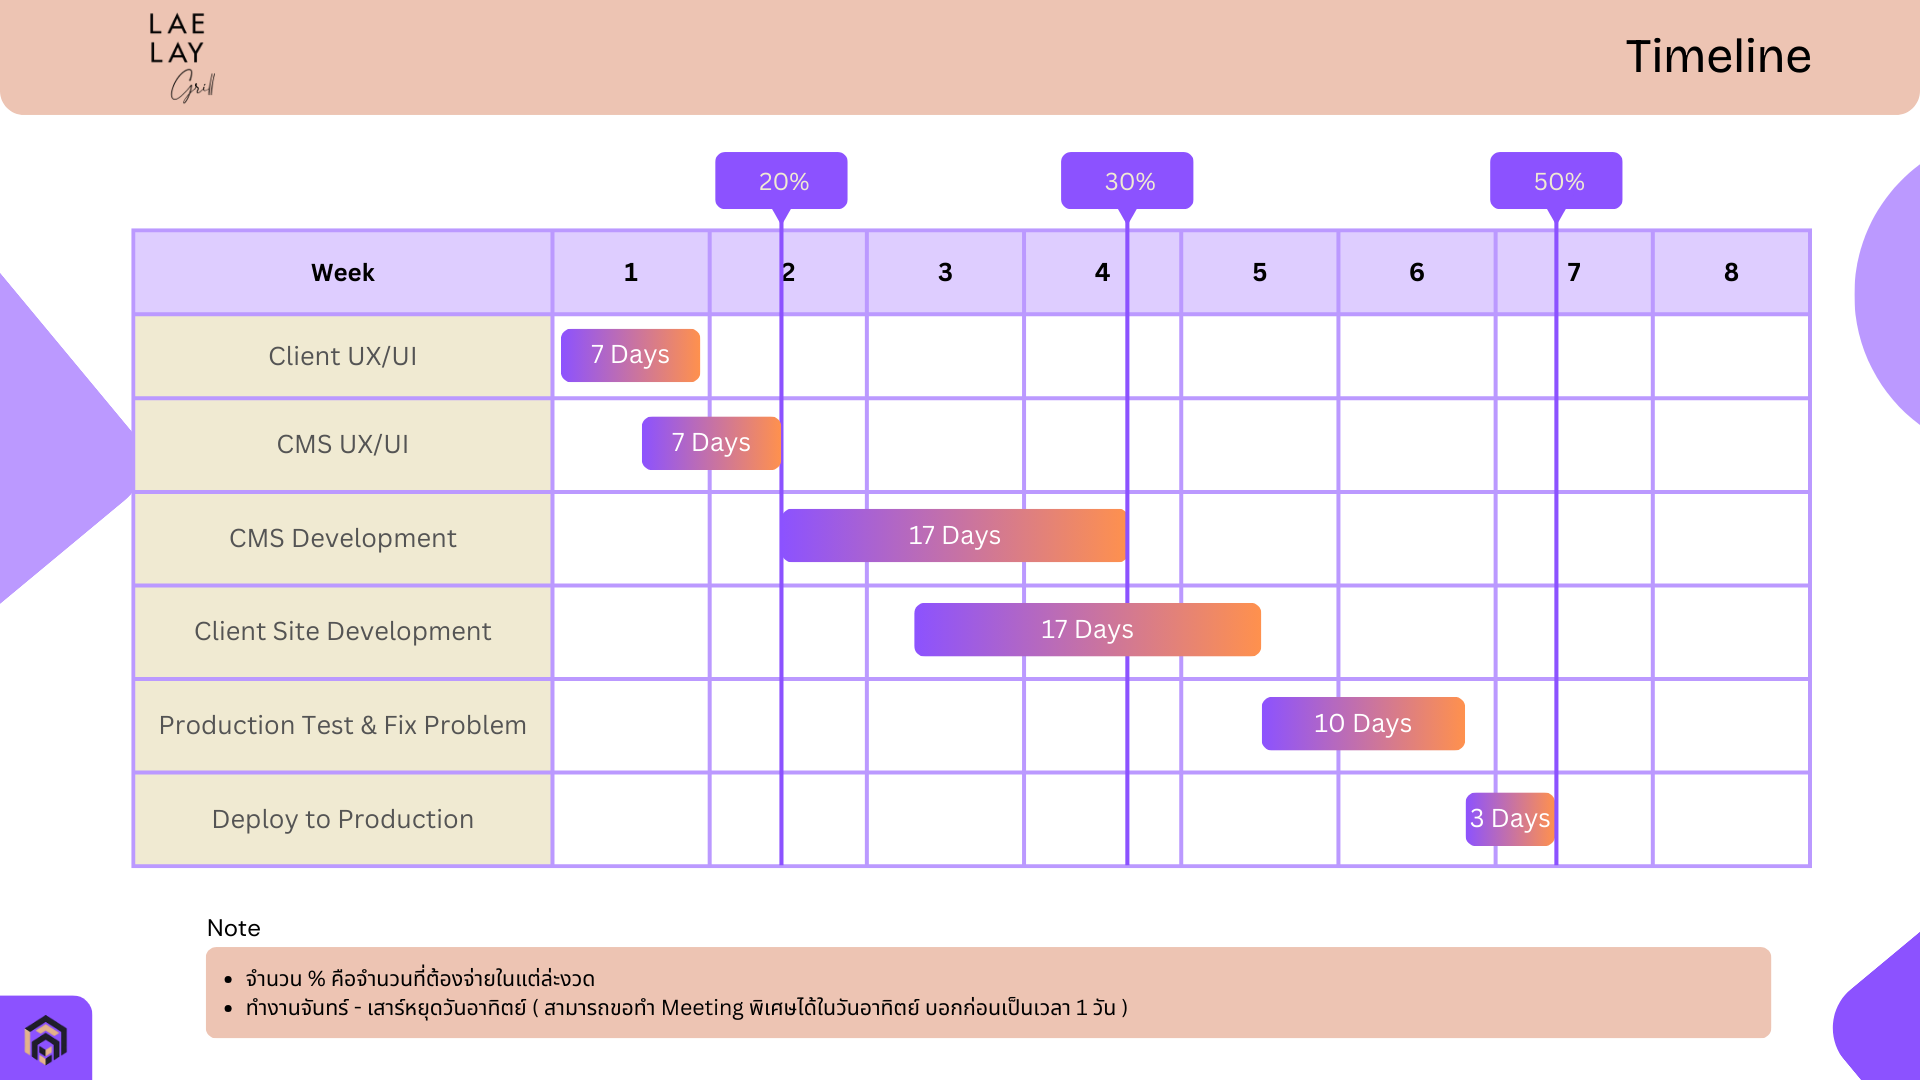 LAE
LAY
Grill
Timeline
20%
30%
50%
Week 1 2 3 4 5 6 7 8
Client UX/UI 7 Days
CMS UX/UI 7 Days
CMS Development 17 Days
Client Site Development 17 Days
Production Test & Fix Problem 10 Days
Deploy to Production 3 Days
Note
• จำนวน % คือจำนวนที่ต้องจ่ายในแต่ล่ะงวด
• ทำงานจันทร์ - เสาร์หยุดวันอาทิตย์ ( สามารถขอทำ Meeting พิเศษได้ในวันอาทิตย์ บอกก่อนเป็นเวลา 1 วัน )